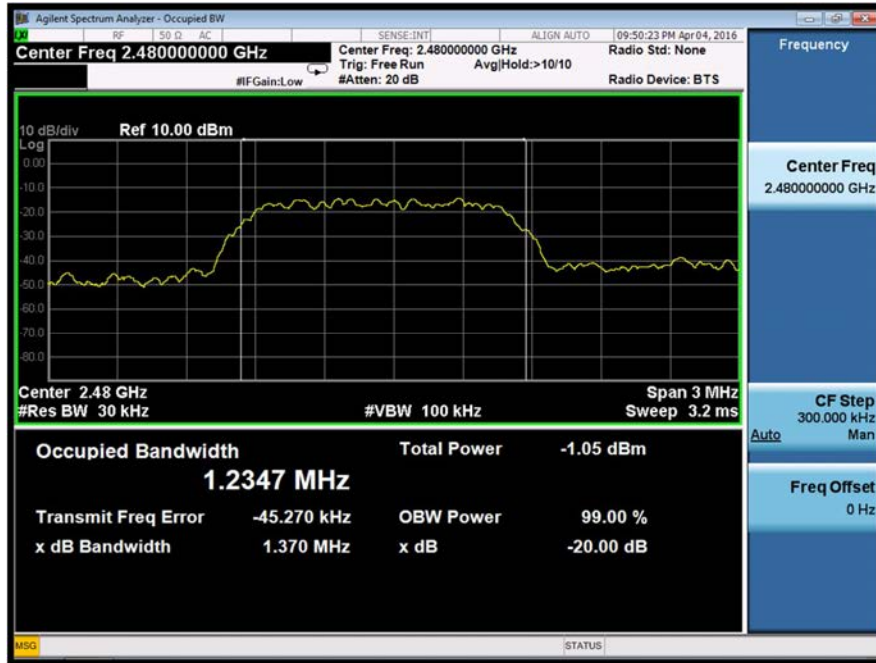 Agilent Spectrum Analyzer - Occupied BW
RF 50 Ω AC SENSE:INT ALIGN AUTO 09:50:23 PM Apr 04, 2016
Center Freq 2.480000000 GHz
Center Freq: 2.480000000 GHz
Radio Std: None
Trig: Free Run Avg|Hold:>10/10
#IFGain:Low
#Atten: 20 dB
Radio Device: BTS
Frequency
10 dB/div Ref 10.00 dBm
Log
0.00
-10.0
-20.0
-30.0
-40.0
-50.0
-60.0
-70.0
-80.0
Center Freq
2.480000000 GHz
Center 2.48 GHz Span 3 MHz
#Res BW 30 kHz #VBW 100 kHz Sweep 3.2 ms
CF Step
300.000 kHz
Auto Man
Occupied Bandwidth Total Power -1.05 dBm
1.2347 MHz
Transmit Freq Error -45.270 kHz OBW Power 99.00 %
x dB Bandwidth 1.370 MHz x dB -20.00 dB
Freq Offset
0 Hz
MSG STATUS